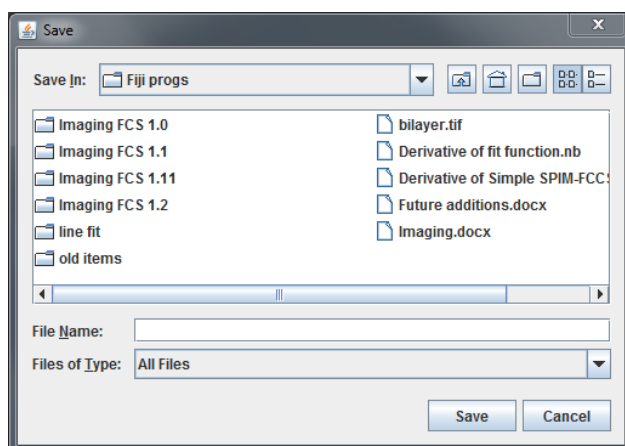 Save
Save In: Fiji progs
Imaging FCS 1.0
Imaging FCS 1.1
Imaging FCS 1.11
Imaging FCS 1.2
line fit
old items
bilayer.tif
Derivative of fit function.nb
Derivative of Simple SPIM-FCCS
Future additions.docx
Imaging.docx
File Name:
Files of Type: All Files
Save Cancel